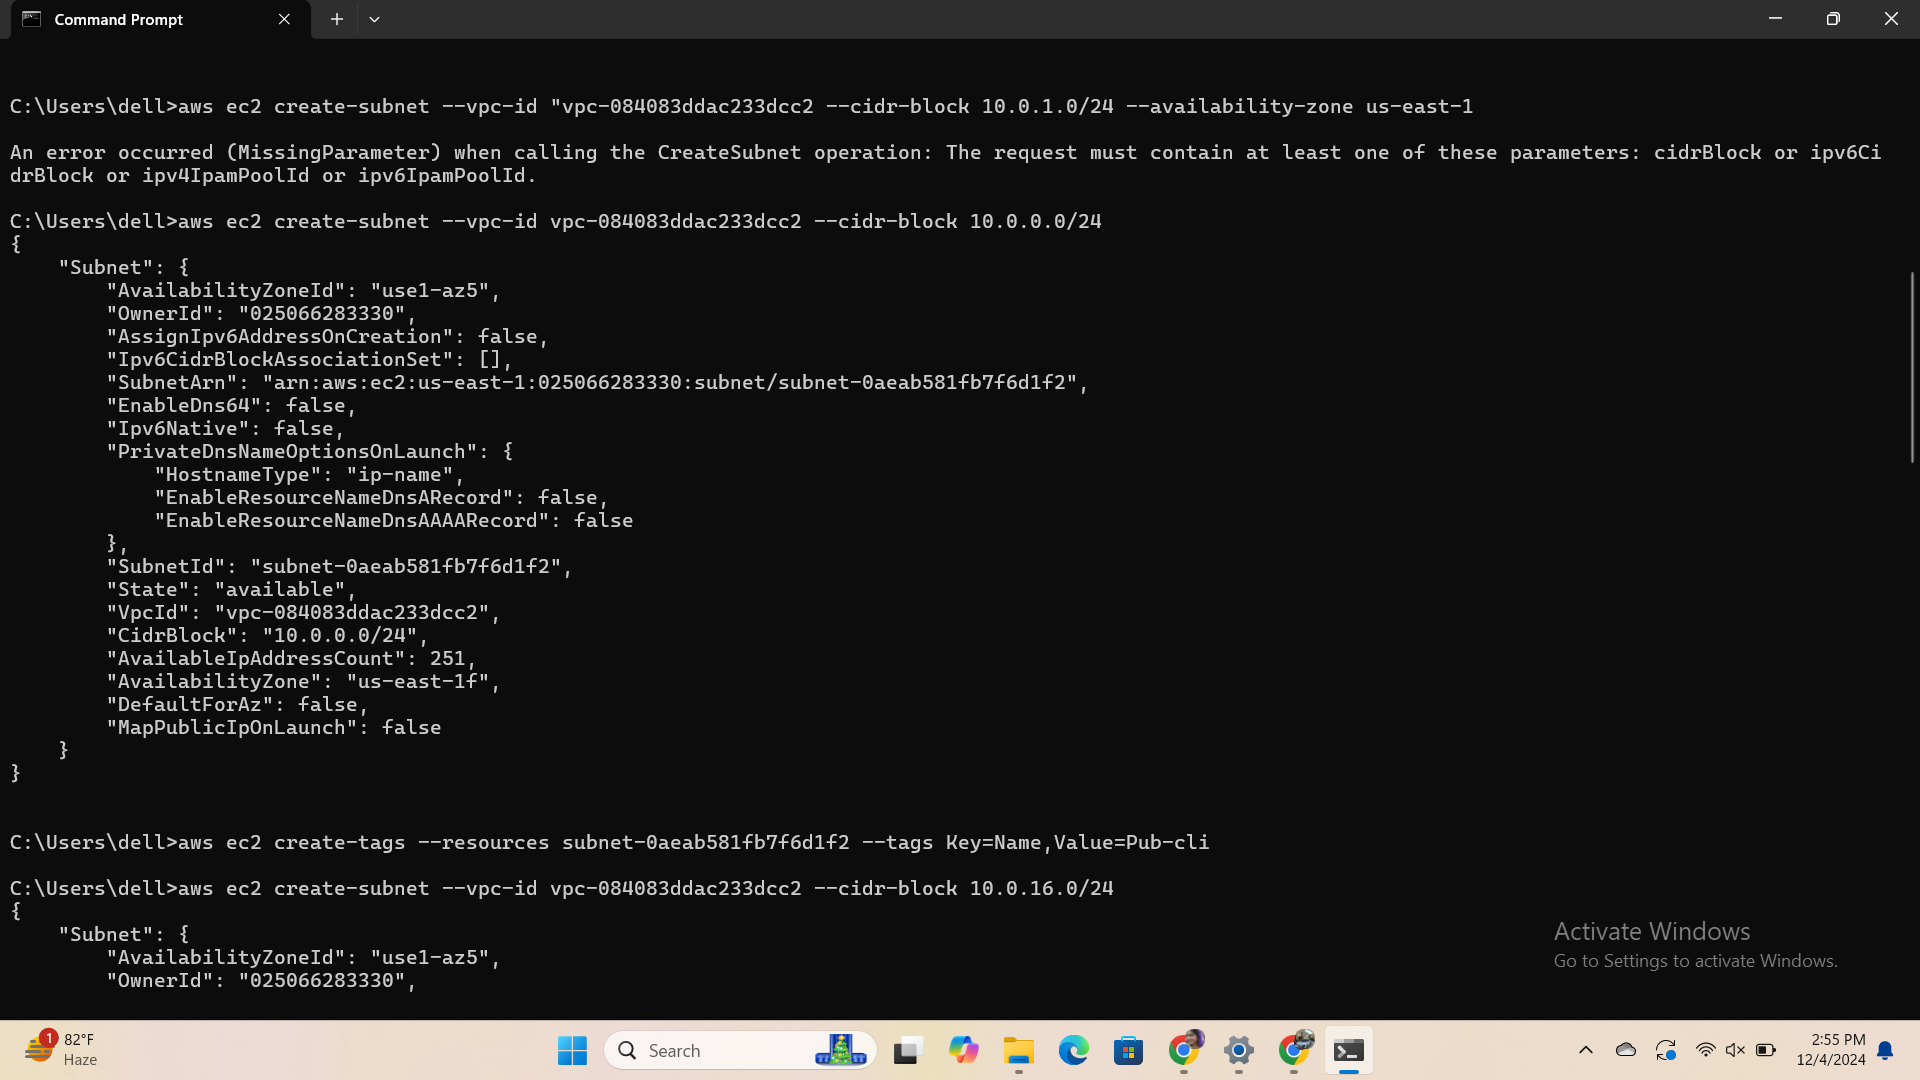 Command Prompt
C:\Users\dell>aws ec2 create-subnet --vpc-id "vpc-084083ddac233dcc2 --cidr-block 10.0.1.0/24 --availability-zone us-east-1
An error occurred (MissingParameter) when calling the CreateSubnet operation: The request must contain at least one of these parameters: cidrBlock or ipv6Ci
drBlock or ipv4IpamPoolId or ipv6IpamPoolId.
C:\Users\dell>aws ec2 create-subnet --vpc-id vpc-084083ddac233dcc2 --cidr-block 10.0.0.0/24
{
    "Subnet": {
        "AvailabilityZoneId": "use1-az5",
        "OwnerId": "025066283330",
        "AssignIpv6AddressOnCreation": false,
        "Ipv6CidrBlockAssociationSet": [],
        "SubnetArn": "arn:aws:ec2:us-east-1:025066283330:subnet/subnet-0aeab581fb7f6d1f2",
        "EnableDns64": false,
        "Ipv6Native": false,
        "PrivateDnsNameOptionsOnLaunch": {
            "HostnameType": "ip-name",
            "EnableResourceNameDnsARecord": false,
            "EnableResourceNameDnsAAAARecord": false
        },
        "SubnetId": "subnet-0aeab581fb7f6d1f2",
        "State": "available",
        "VpcId": "vpc-084083ddac233dcc2",
        "CidrBlock": "10.0.0.0/24",
        "AvailableIpAddressCount": 251,
        "AvailabilityZone": "us-east-1f",
        "DefaultForAz": false,
        "MapPublicIpOnLaunch": false
    }
}
C:\Users\dell>aws ec2 create-tags --resources subnet-0aeab581fb7f6d1f2 --tags Key=Name,Value=Pub-cli
C:\Users\dell>aws ec2 create-subnet --vpc-id vpc-084083ddac233dcc2 --cidr-block 10.0.16.0/24
{
    "Subnet": {
        "AvailabilityZoneId": "use1-az5",
        "OwnerId": "025066283330",
Activate Windows
Go to Settings to activate Windows.
1
82°F
Haze
Search
2:55 PM
12/4/2024